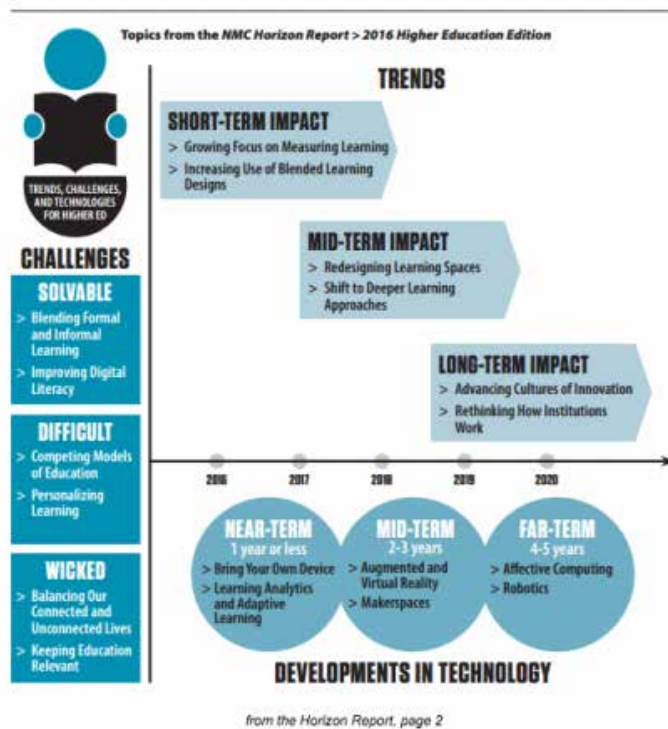 Topics from the NMC Horizon Report > 2016 Higher Education Edition
TRENDS, CHALLENGES,
AND TECHNOLOGIES
FOR HIGHER ED
CHALLENGES
SOLVABLE
> Blending Formal
and Informal
Learning
> Improving Digital
Literacy
DIFFICULT
> Competing Models
of Education
> Personalizing
Learning
WICKED
> Balancing Our
Connected and
Unconnected Lives
> Keeping Education
Relevant
TRENDS
SHORT-TERM IMPACT
> Growing Focus on Measuring Learning
> Increasing Use of Blended Learning
Designs
MID-TERM IMPACT
> Redesigning Learning Spaces
> Shift to Deeper Learning
Approaches
LONG-TERM IMPACT
> Advancing Cultures of Innovation
> Rethinking How Institutions
Work
2016 2017 2018 2019 2020
NEAR-TERM
1 year or less
> Bring Your Own Device
> Learning Analytics
and Adaptive
Learning
MID-TERM
2-3 years
> Augmented and
Virtual Reality
> Makerspaces
FAR-TERM
4-5 years
> Affective Computing
> Robotics
DEVELOPMENTS IN TECHNOLOGY
from the Horizon Report, page 2